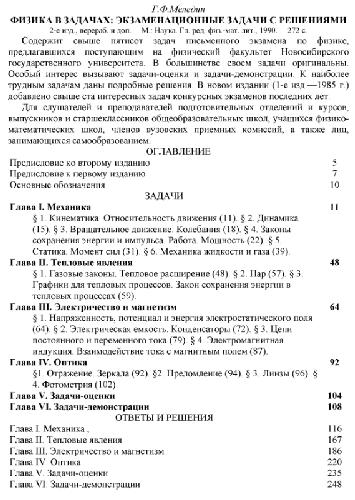 Г.Ф.Меледин
ФИЗИКА В ЗАДАЧАХ: ЭКЗАМЕНАЦИОННЫЕ ЗАДАЧИ С РЕШЕНИЯМИ
2-е изд., перераб. и доп. М.: Наука. Гл. ред. физ.-мат. лит., 1990. 272 с.
Содержит свыше пятисот задач письменного экзамена по физике,
предлагавшихся поступающим на физический факультет Новосибирского
государственного университета. В большинстве своем задачи оригинальны.
Особый интерес вызывают задачи-оценки и задачи-демонстрации. К наиболее
трудным задачам даны подробные решения. В новом издании (1-е изд.—1985 г.)
добавлено свыше ста интересных задач конкурсных экзаменов последних лет
Для слушателей и преподавателей подготовительных отделений и курсов,
выпускников и старшеклассников общеобразовательных школ, учащихся физико-
математических школ, членов вузовских приемных комиссий, а также лиц,
занимающихся самообразованием.
ОГЛАВЛЕНИЕ
Предисловие ко второму изданию 5
Предисловие к первому изданию 7
Основные обозначения 10
ЗАДАЧИ
Глава I. Механика 11
§ 1. Кинематика. Относительность движения (11). § 2. Динамика
(15). § 3. Вращательное движение. Колебания (18). § 4. Законы
сохранения энергии и импульса. Работа. Мощность (22). § 5
Статика. Момент сил (31). § 6. Механика жидкости и газа (39).
Глава II. Тепловые явления 48
§ 1. Газовые законы. Тепловое расширение (48). § 2. Пар (57). § 3.
Графики для тепловых процессов. Закон сохранения энергии в
тепловых процессах (59).
Глава III. Электричество и магнетизм 64
§ 1. Напряженность, потенциал и энергия электростатического поля
(64). § 2. Электрическая емкость. Конденсаторы (72). § 3. Цепи
постоянного и переменного тока (79). § 4. Электромагнитная
индукция. Взаимодействие тока с магнитным полем (87).
Глава IV. Оптика 92
§1. Отражение. Зеркала (92). §2. Преломление (94). § 3. Линзы (96). §
4. Фотометрия (102)
Глава V. Задачи-оценки 104
Глава VI. Задачи-демонстрации 108
ОТВЕТЫ И РЕШЕНИЯ
Глава I. Механика , 116
Глава II. Тепловые явления 167
Глава III. Электричество и магнетизм 186
Глава IV. Оптика 220
Глава V. Задачи-оценки 235
Глава VI. Задачи-демонстрации 248